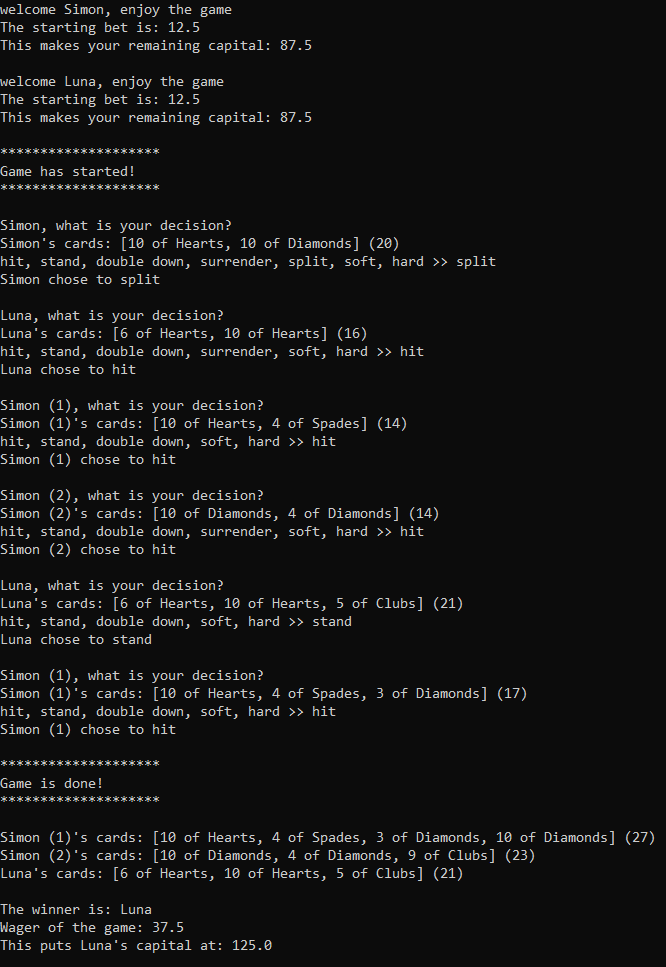 welcome Simon, enjoy the game
The starting bet is: 12.5
This makes your remaining capital: 87.5
welcome Luna, enjoy the game
The starting bet is: 12.5
This makes your remaining capital: 87.5
********************
Game has started!
********************
Simon, what is your decision?
Simon's cards: [10 of Hearts, 10 of Diamonds] (20)
hit, stand, double down, surrender, split, soft, hard >> split
Simon chose to split
Luna, what is your decision?
Luna's cards: [6 of Hearts, 10 of Hearts] (16)
hit, stand, double down, surrender, soft, hard >> hit
Luna chose to hit
Simon (1), what is your decision?
Simon (1)'s cards: [10 of Hearts, 4 of Spades] (14)
hit, stand, double down, soft, hard >> hit
Simon (1) chose to hit
Simon (2), what is your decision?
Simon (2)'s cards: [10 of Diamonds, 4 of Diamonds] (14)
hit, stand, double down, surrender, soft, hard >> hit
Simon (2) chose to hit
Luna, what is your decision?
Luna's cards: [6 of Hearts, 10 of Hearts, 5 of Clubs] (21)
hit, stand, double down, soft, hard >> stand
Luna chose to stand
Simon (1), what is your decision?
Simon (1)'s cards: [10 of Hearts, 4 of Spades, 3 of Diamonds] (17)
hit, stand, double down, soft, hard >> hit
Simon (1) chose to hit
********************
Game is done!
********************
Simon (1)'s cards: [10 of Hearts, 4 of Spades, 3 of Diamonds, 10 of Diamonds] (27)
Simon (2)'s cards: [10 of Diamonds, 4 of Diamonds, 9 of Clubs] (23)
Luna's cards: [6 of Hearts, 10 of Hearts, 5 of Clubs] (21)
The winner is: Luna
Wager of the game: 37.5
This puts Luna's capital at: 125.0